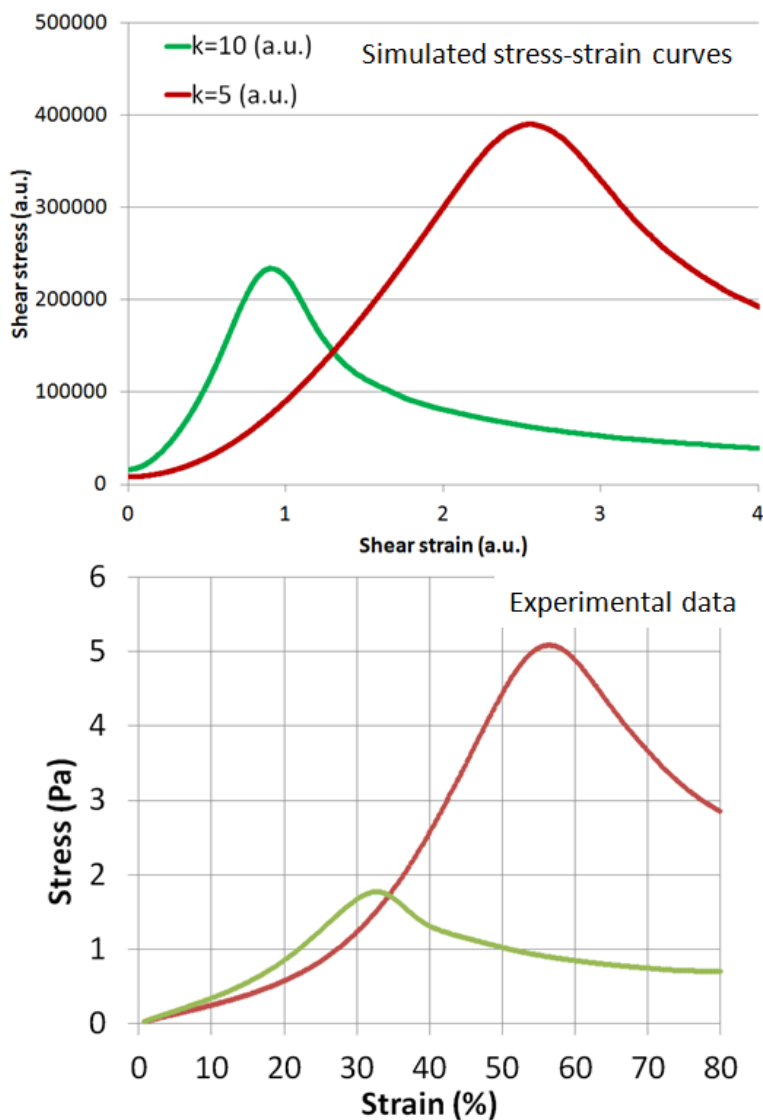 500000
k=10 (a.u.) Simulated stress-strain curves
k=5 (a.u.)
400000
300000
200000
100000
0
Shear stress (a.u.)
0 1 2 3 4
Shear strain (a.u.)
6
Experimental data
5
4
3
2
1
0
Stress (Pa)
0 10 20 30 40 50 60 70 80
Strain (%)